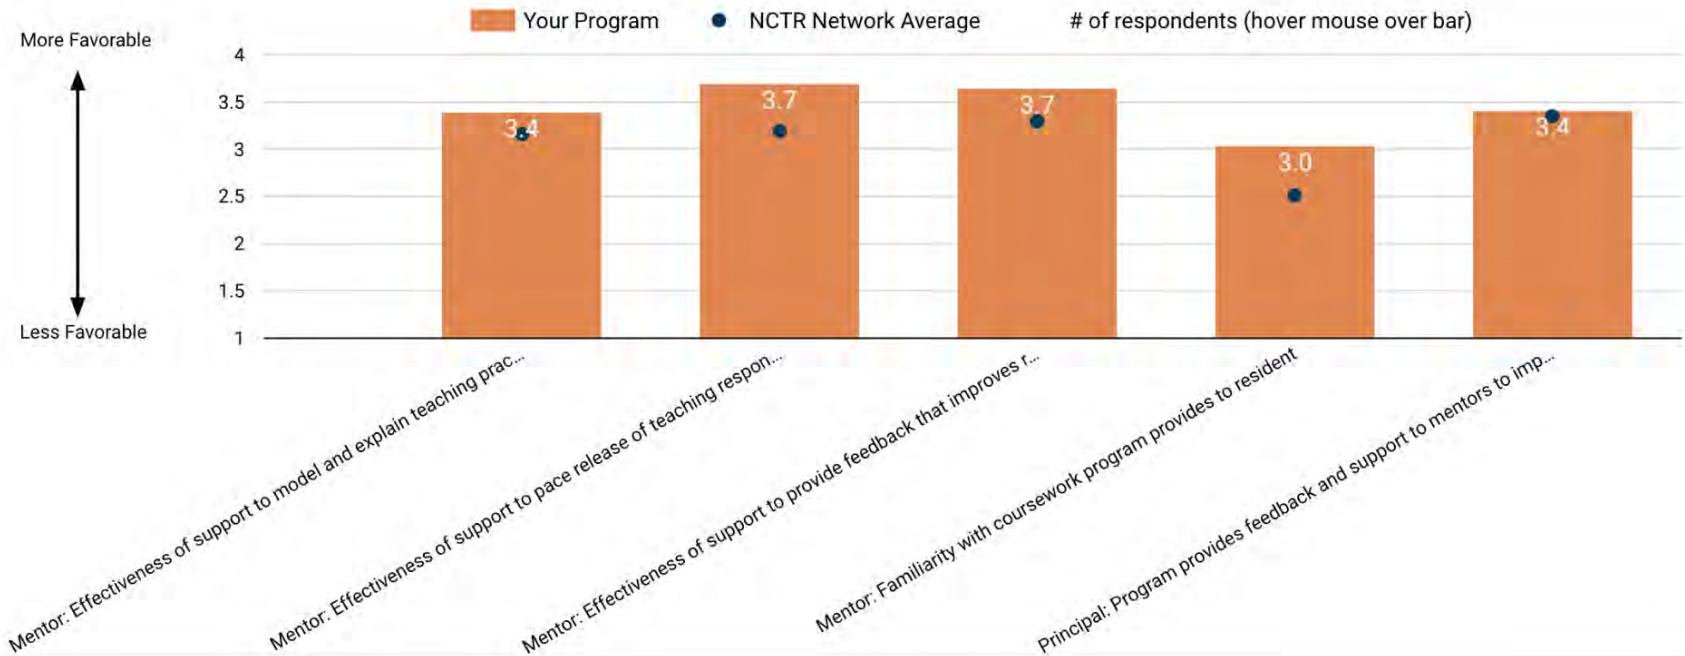 Your Program
NCTR Network Average
# of respondents (hover mouse over bar)
More Favorable
Less Favorable
4
3.5
3
2.5
2
1.5
1
3.4
3.7
3.7
3.0
3.4
Mentor: Effectiveness of support to model and explain teaching prac...
Mentor: Effectiveness of support to pace release of teaching respon...
Mentor: Effectiveness of support to provide feedback that improves r...
Mentor: Familiarity with coursework program provides to resident
Principal: Program provides feedback and support to mentors to imp...